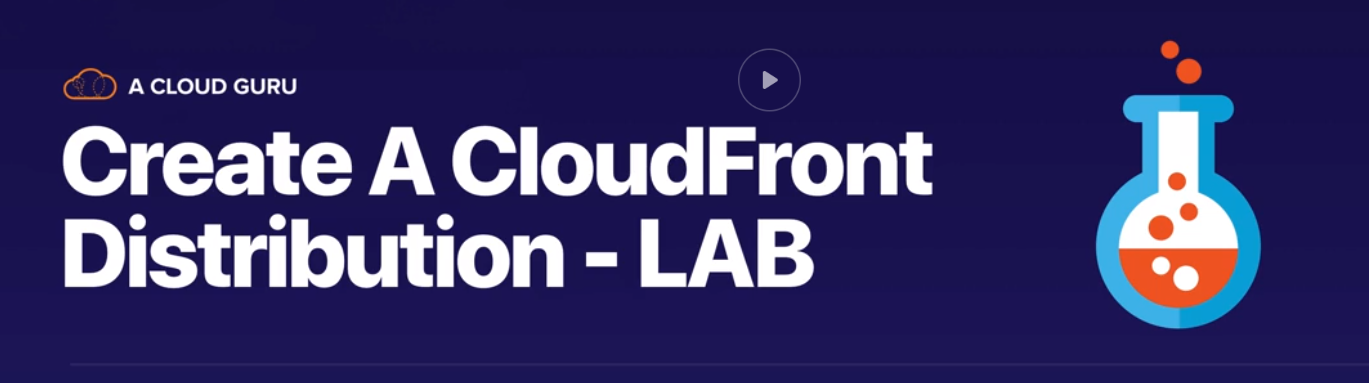 A CLOUD GURU
Create A CloudFront
Distribution - LAB